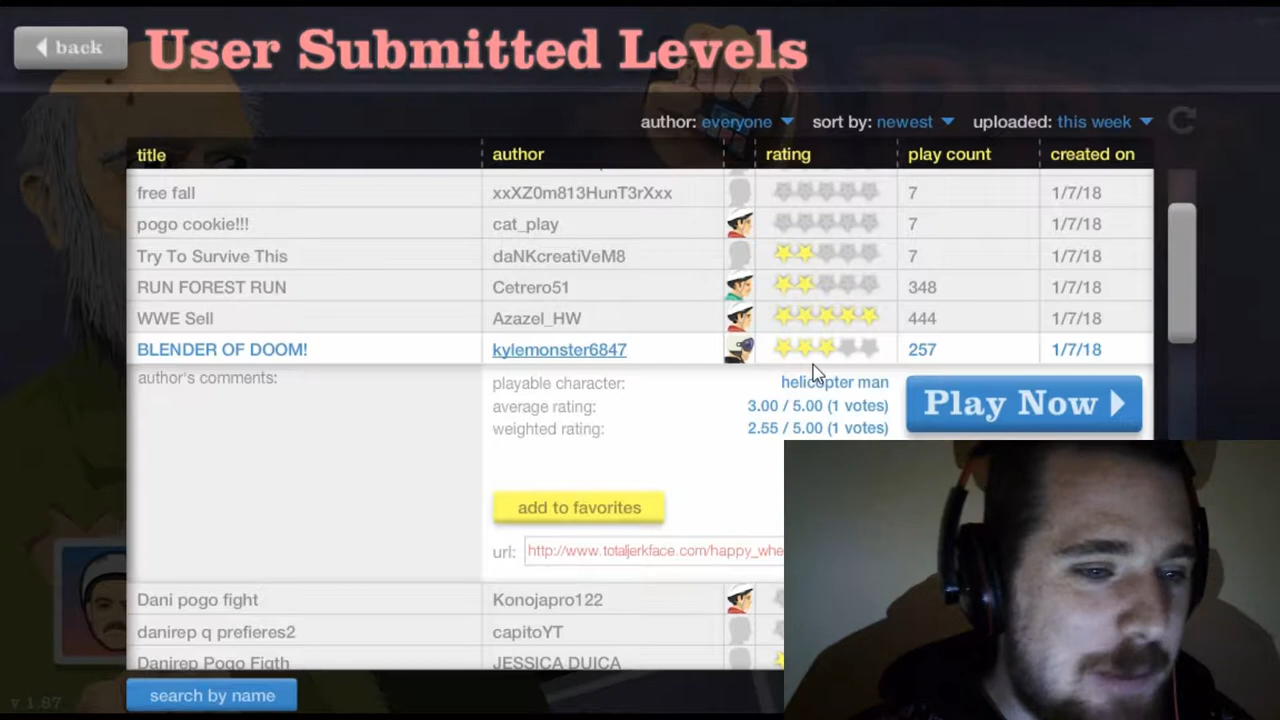 back
User Submitted Levels
author: everyone sort by: newest uploaded: this week
title author rating play count created on
free fall xxXZ0m813HunT3rXxx 7 1/7/18
pogo cookie!!! cat_play 7 1/7/18
Try To Survive This daNKcreatiVeM8 7 1/7/18
RUN FOREST RUN Cetrero51 348 1/7/18
WWE Sell Azazel_HW 444 1/7/18
BLENDER OF DOOM! kylemonster6847 257 1/7/18
author's comments: playable character: helicopter man
Play Now
average rating: 3.00 / 5.00 (1 votes)
weighted rating: 2.55 / 5.00 (1 votes)
add to favorites
url: http://www.totaljerkface.com/happy_whe
Dani pogo fight Konojapro122
danirep q prefieres2 capitoYT
Danirep Pogo Figth JESSICA DUICA
search by name
v 1.87